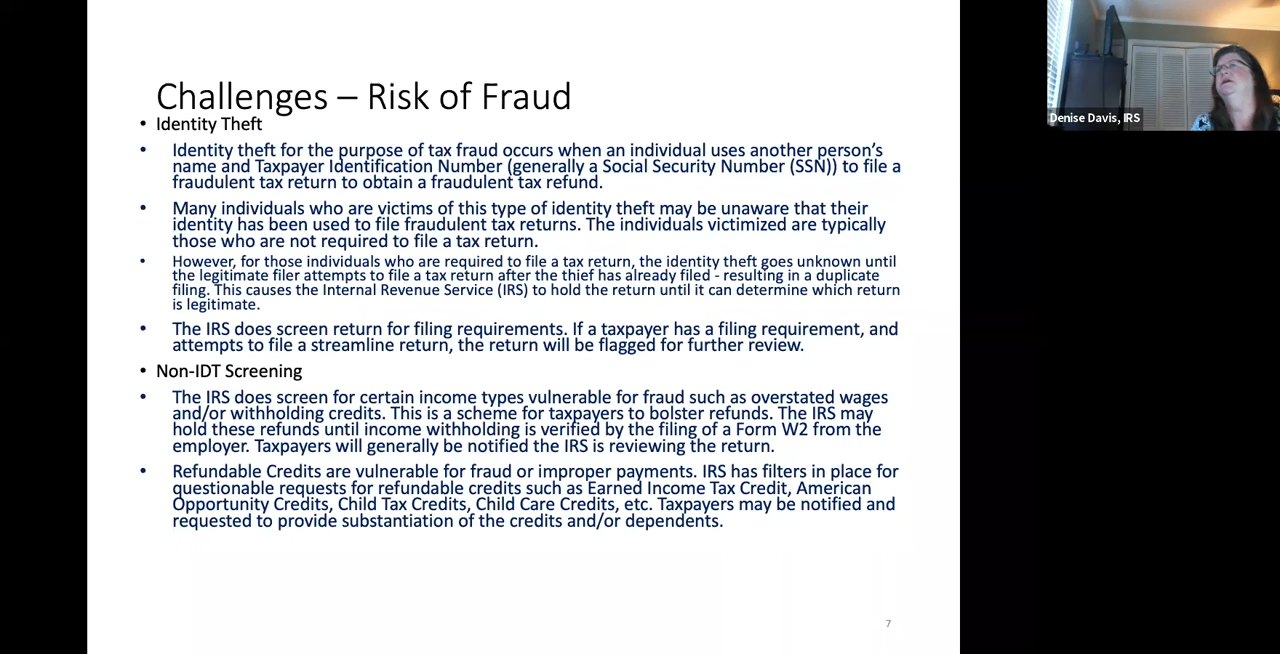 Challenges – Risk of Fraud
• Identity Theft
• Identity theft for the purpose of tax fraud occurs when an individual uses another person's
name and Taxpayer Identification Number (generally a Social Security Number (SSN)) to file a
fraudulent tax return to obtain a fraudulent tax refund.
• Many individuals who are victims of this type of identity theft may be unaware that their
identity has been used to file fraudulent tax returns. The individuals victimized are typically
those who are not required to file a tax return.
• However, for those individuals who are required to file a tax return, the identity theft goes unknown until
the legitimate filer attempts to file a tax return after the thief has already filed - resulting in a duplicate
filing. This causes the Internal Revenue Service (IRS) to hold the return until it can determine which return
is legitimate.
• The IRS does screen return for filing requirements. If a taxpayer has a filing requirement, and
attempts to file a streamline return, the return will be flagged for further review.
• Non-IDT Screening
• The IRS does screen for certain income types vulnerable for fraud such as overstated wages
and/or withholding credits. This is a scheme for taxpayers to bolster refunds. The IRS may
hold these refunds until income withholding is verified by the filing of a Form W2 from the
employer. Taxpayers will generally be notified the IRS is reviewing the return.
• Refundable Credits are vulnerable for fraud or improper payments. IRS has filters in place for
questionable requests for refundable credits such as Earned Income Tax Credit, American
Opportunity Credits, Child Tax Credits, Child Care Credits, etc. Taxpayers may be notified and
requested to provide substantiation of the credits and/or dependents.
7
Denise Davis, IRS